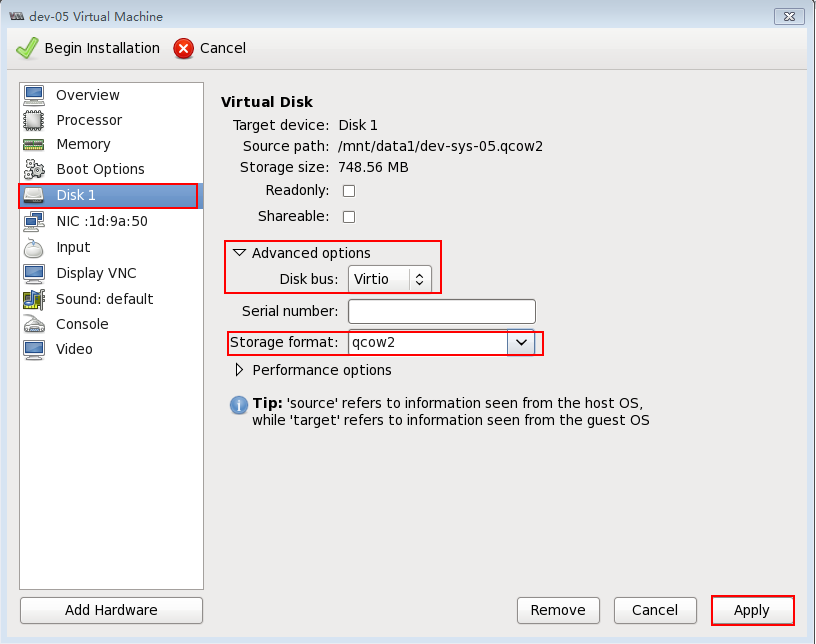 dev-05 Virtual Machine
Begin Installation Cancel
Overview
Processor
Memory
Boot Options
Disk 1
NIC :1d:9a:50
Input
Display VNC
Sound: default
Console
Video
Add Hardware
Virtual Disk
Target device: Disk 1
Source path: /mnt/data1/dev-sys-05.qcow2
Storage size: 748.56 MB
Readonly:
Shareable:
Advanced options
Disk bus: Virtio
Serial number:
Storage format: qcow2
Performance options
Tip: 'source' refers to information seen from the host OS,
while 'target' refers to information seen from the guest OS
Remove Cancel Apply